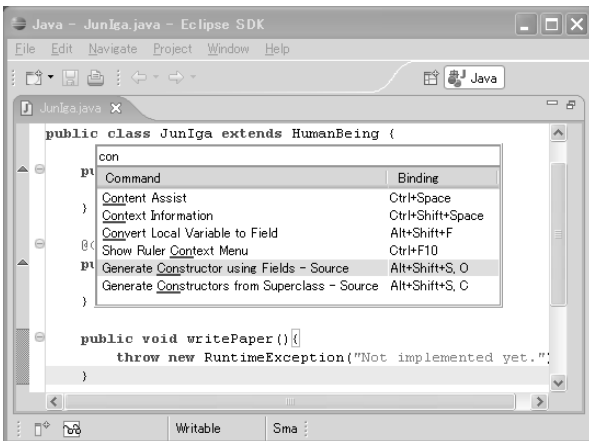 Java - JunIga.java - Eclipse SDK
File Edit Navigate Project Window Help
Java
JunIga.java
public class JunIga extends HumanBeing {
con
Command Binding
Content Assist Ctrl+Space
Context Information Ctrl+Shift+Space
}
Convert Local Variable to Field Alt+Shift+F
Show Ruler Context Menu Ctrl+F10
Generate Constructor using Fields - Source Alt+Shift+S, O
Generate Constructors from Superclass - Source Alt+Shift+S, C
}
public void writePaper(){
throw new RuntimeException("Not implemented yet."
}
Writable Sma